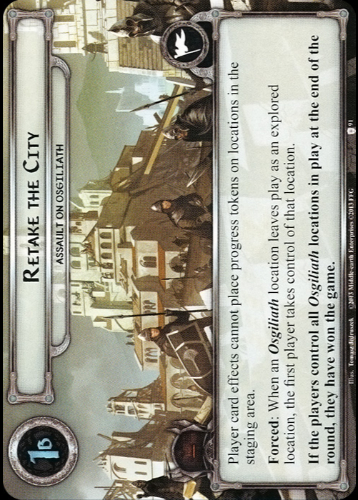 1B
RETAKE THE CITY
ASSAULT ON OSGILIATH
Player card effects cannot place progress tokens on locations in the
staging area.
Forced: When an Osgiliath location leaves play as an explored
location, the first player takes control of that location.
If the players control all Osgiliath locations in play at the end of the
round, they have won the game.
Illus. Tomasz Jedruszek ©2013 Middle-earth Enterprises ©2013 FFG
91